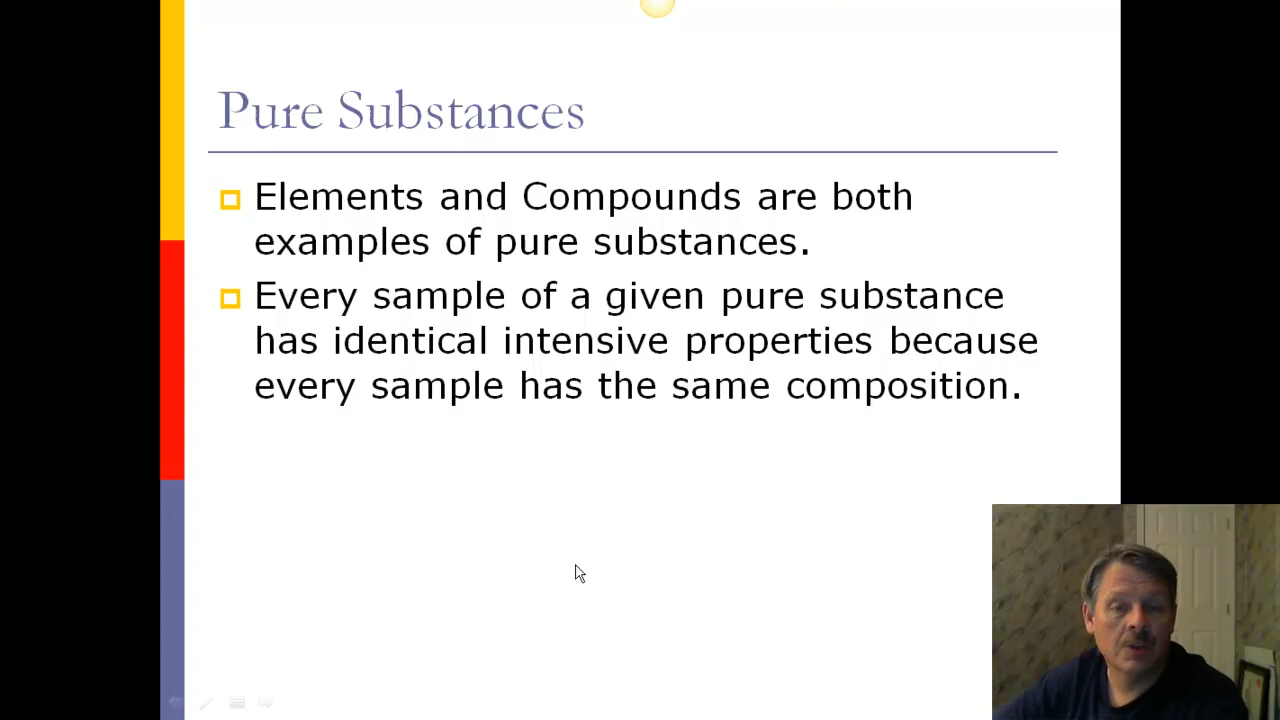 Pure Substances
Elements and Compounds are both
examples of pure substances.
Every sample of a given pure substance
has identical intensive properties because
every sample has the same composition.